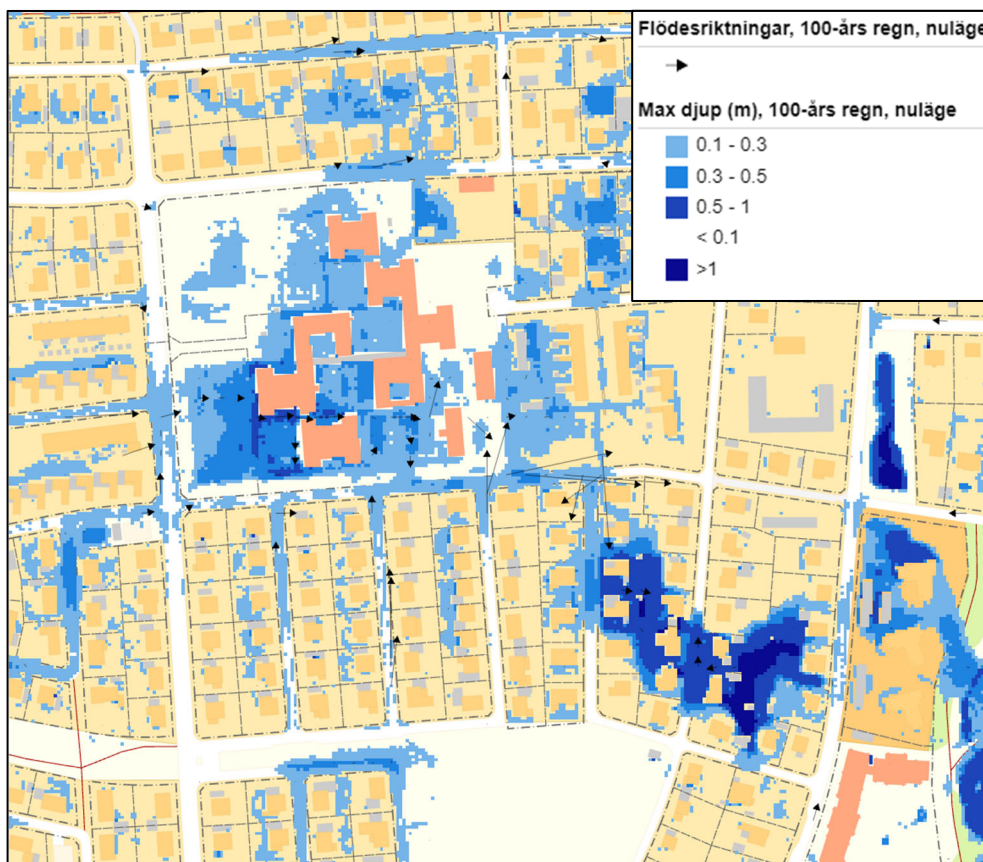 Flödesriktningar, 100-års regn, nuläge
Max djup (m), 100-års regn, nuläge
0.1 - 0.3
0.3 - 0.5
0.5 - 1
< 0.1
>1